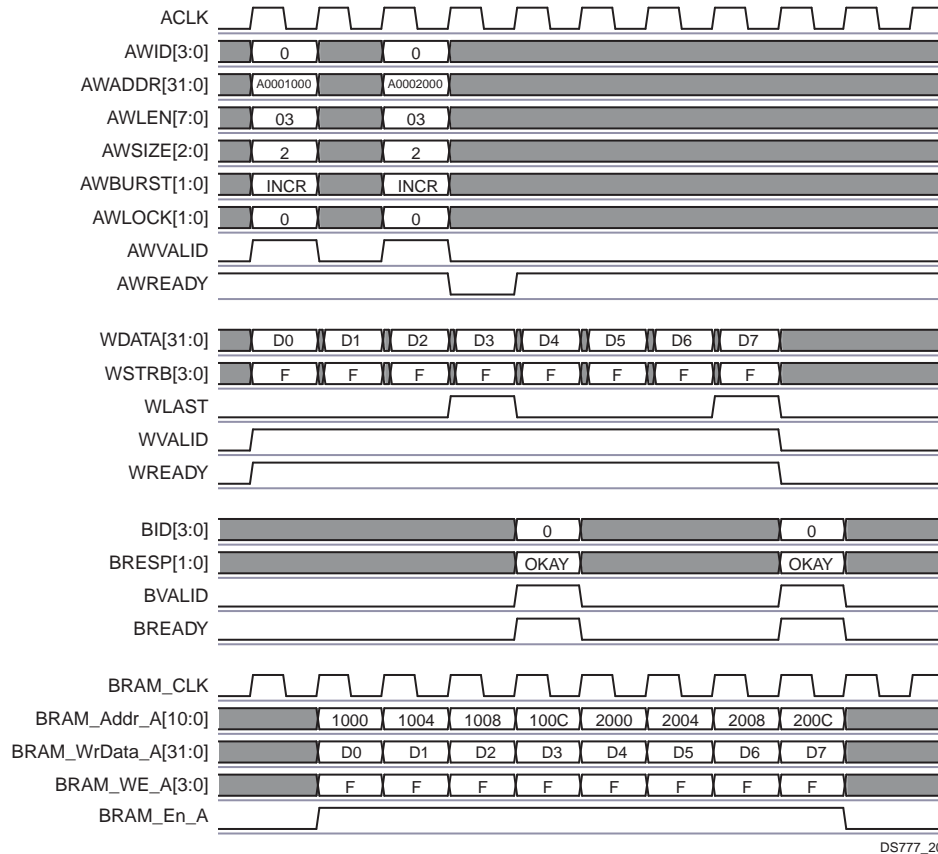 ACLK
AWID[3:0] 0 0
AWADDR[31:0] A0001000 A0002000
AWLEN[7:0] 03 03
AWSIZE[2:0] 2 2
AWBURST[1:0] INCR INCR
AWLOCK[1:0] 0 0
AWVALID
AWREADY
WDATA[31:0] D0 D1 D2 D3 D4 D5 D6 D7
WSTRB[3:0] F F F F F F F F
WLAST
WVALID
WREADY
BID[3:0] 0 0
BRESP[1:0] OKAY OKAY
BVALID
BREADY
BRAM_CLK
BRAM_Addr_A[10:0] 1000 1004 1008 100C 2000 2004 2008 200C
BRAM_WrData_A[31:0] D0 D1 D2 D3 D4 D5 D6 D7
BRAM_WE_A[3:0] F F F F F F F F
BRAM_En_A
DS777_20